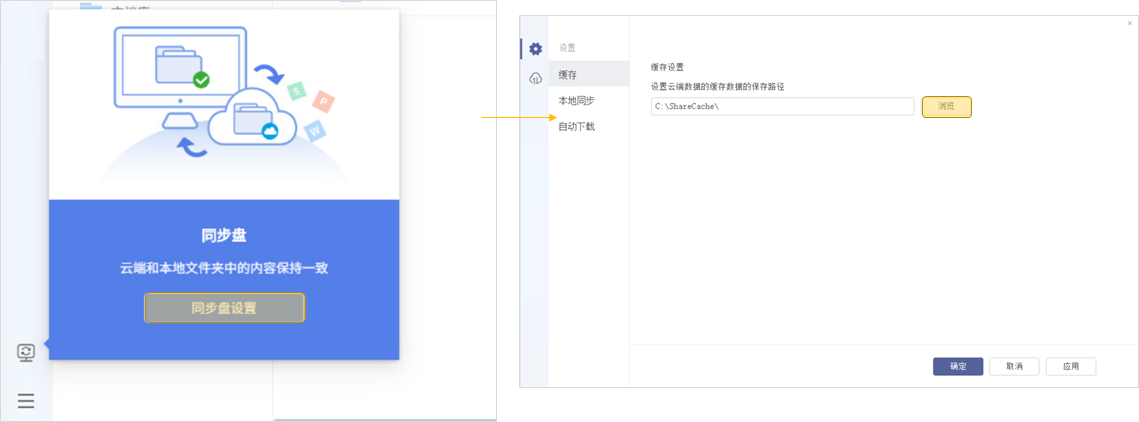 S
P
W
同步盘
云端和本地文件夹中的内容保持一致
同步盘设置
设置
缓存
本地同步
自动下载
缓存设置
设置云端数据的缓存数据的保存路径
C:\ShareCache\
浏览
确定
取消
应用